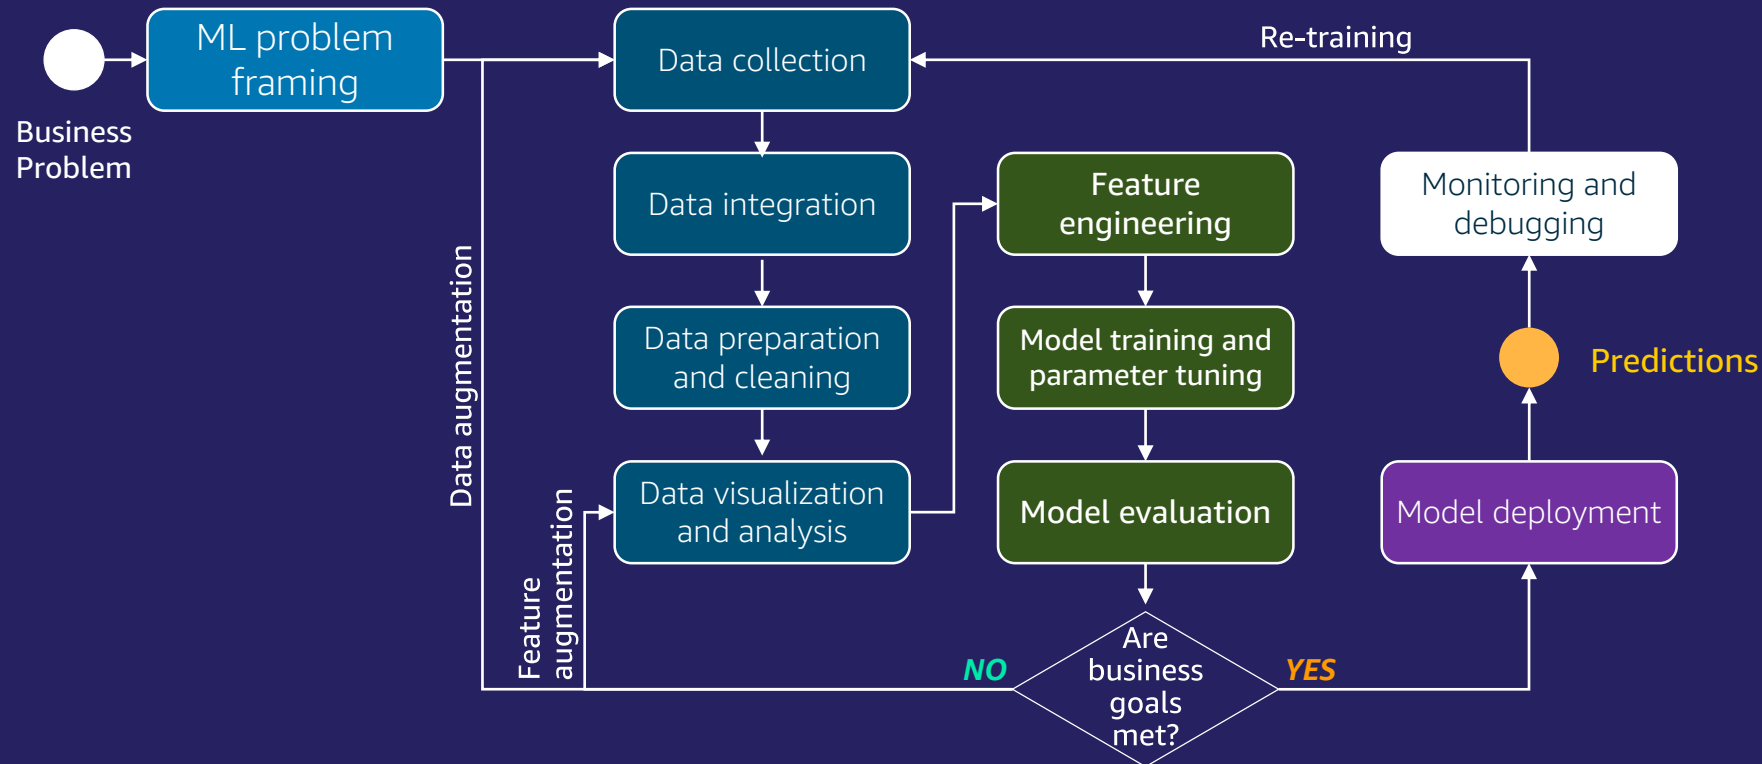 ML problem
framing
Business
Problem
Data collection
Re-training
Data integration
Feature
engineering
Monitoring and
debugging
Data augmentation
Data preparation
and cleaning
Model training and
parameter tuning
Predictions
Feature
augmentation
Data visualization
and analysis
Model evaluation
Model deployment
NO
Are
business
goals
met?
YES